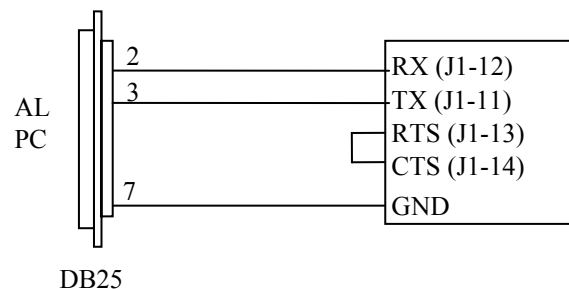 2
RX (J1-12)
3
TX (J1-11)
AL
PC
RTS (J1-13)
CTS (J1-14)
7
GND
DB25